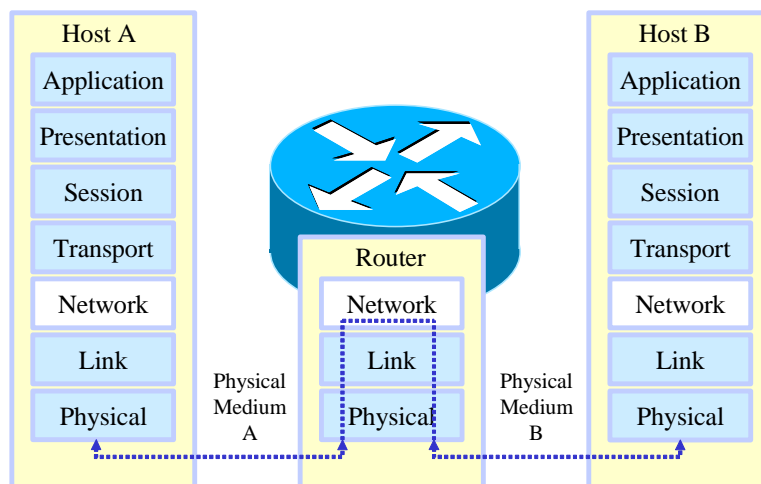 Host A
Application
Presentation
Session
Transport
Network
Link
Physical
Physical
Medium
A
Router
Network
Link
Physical
Physical
Medium
B
Host B
Application
Presentation
Session
Transport
Network
Link
Physical